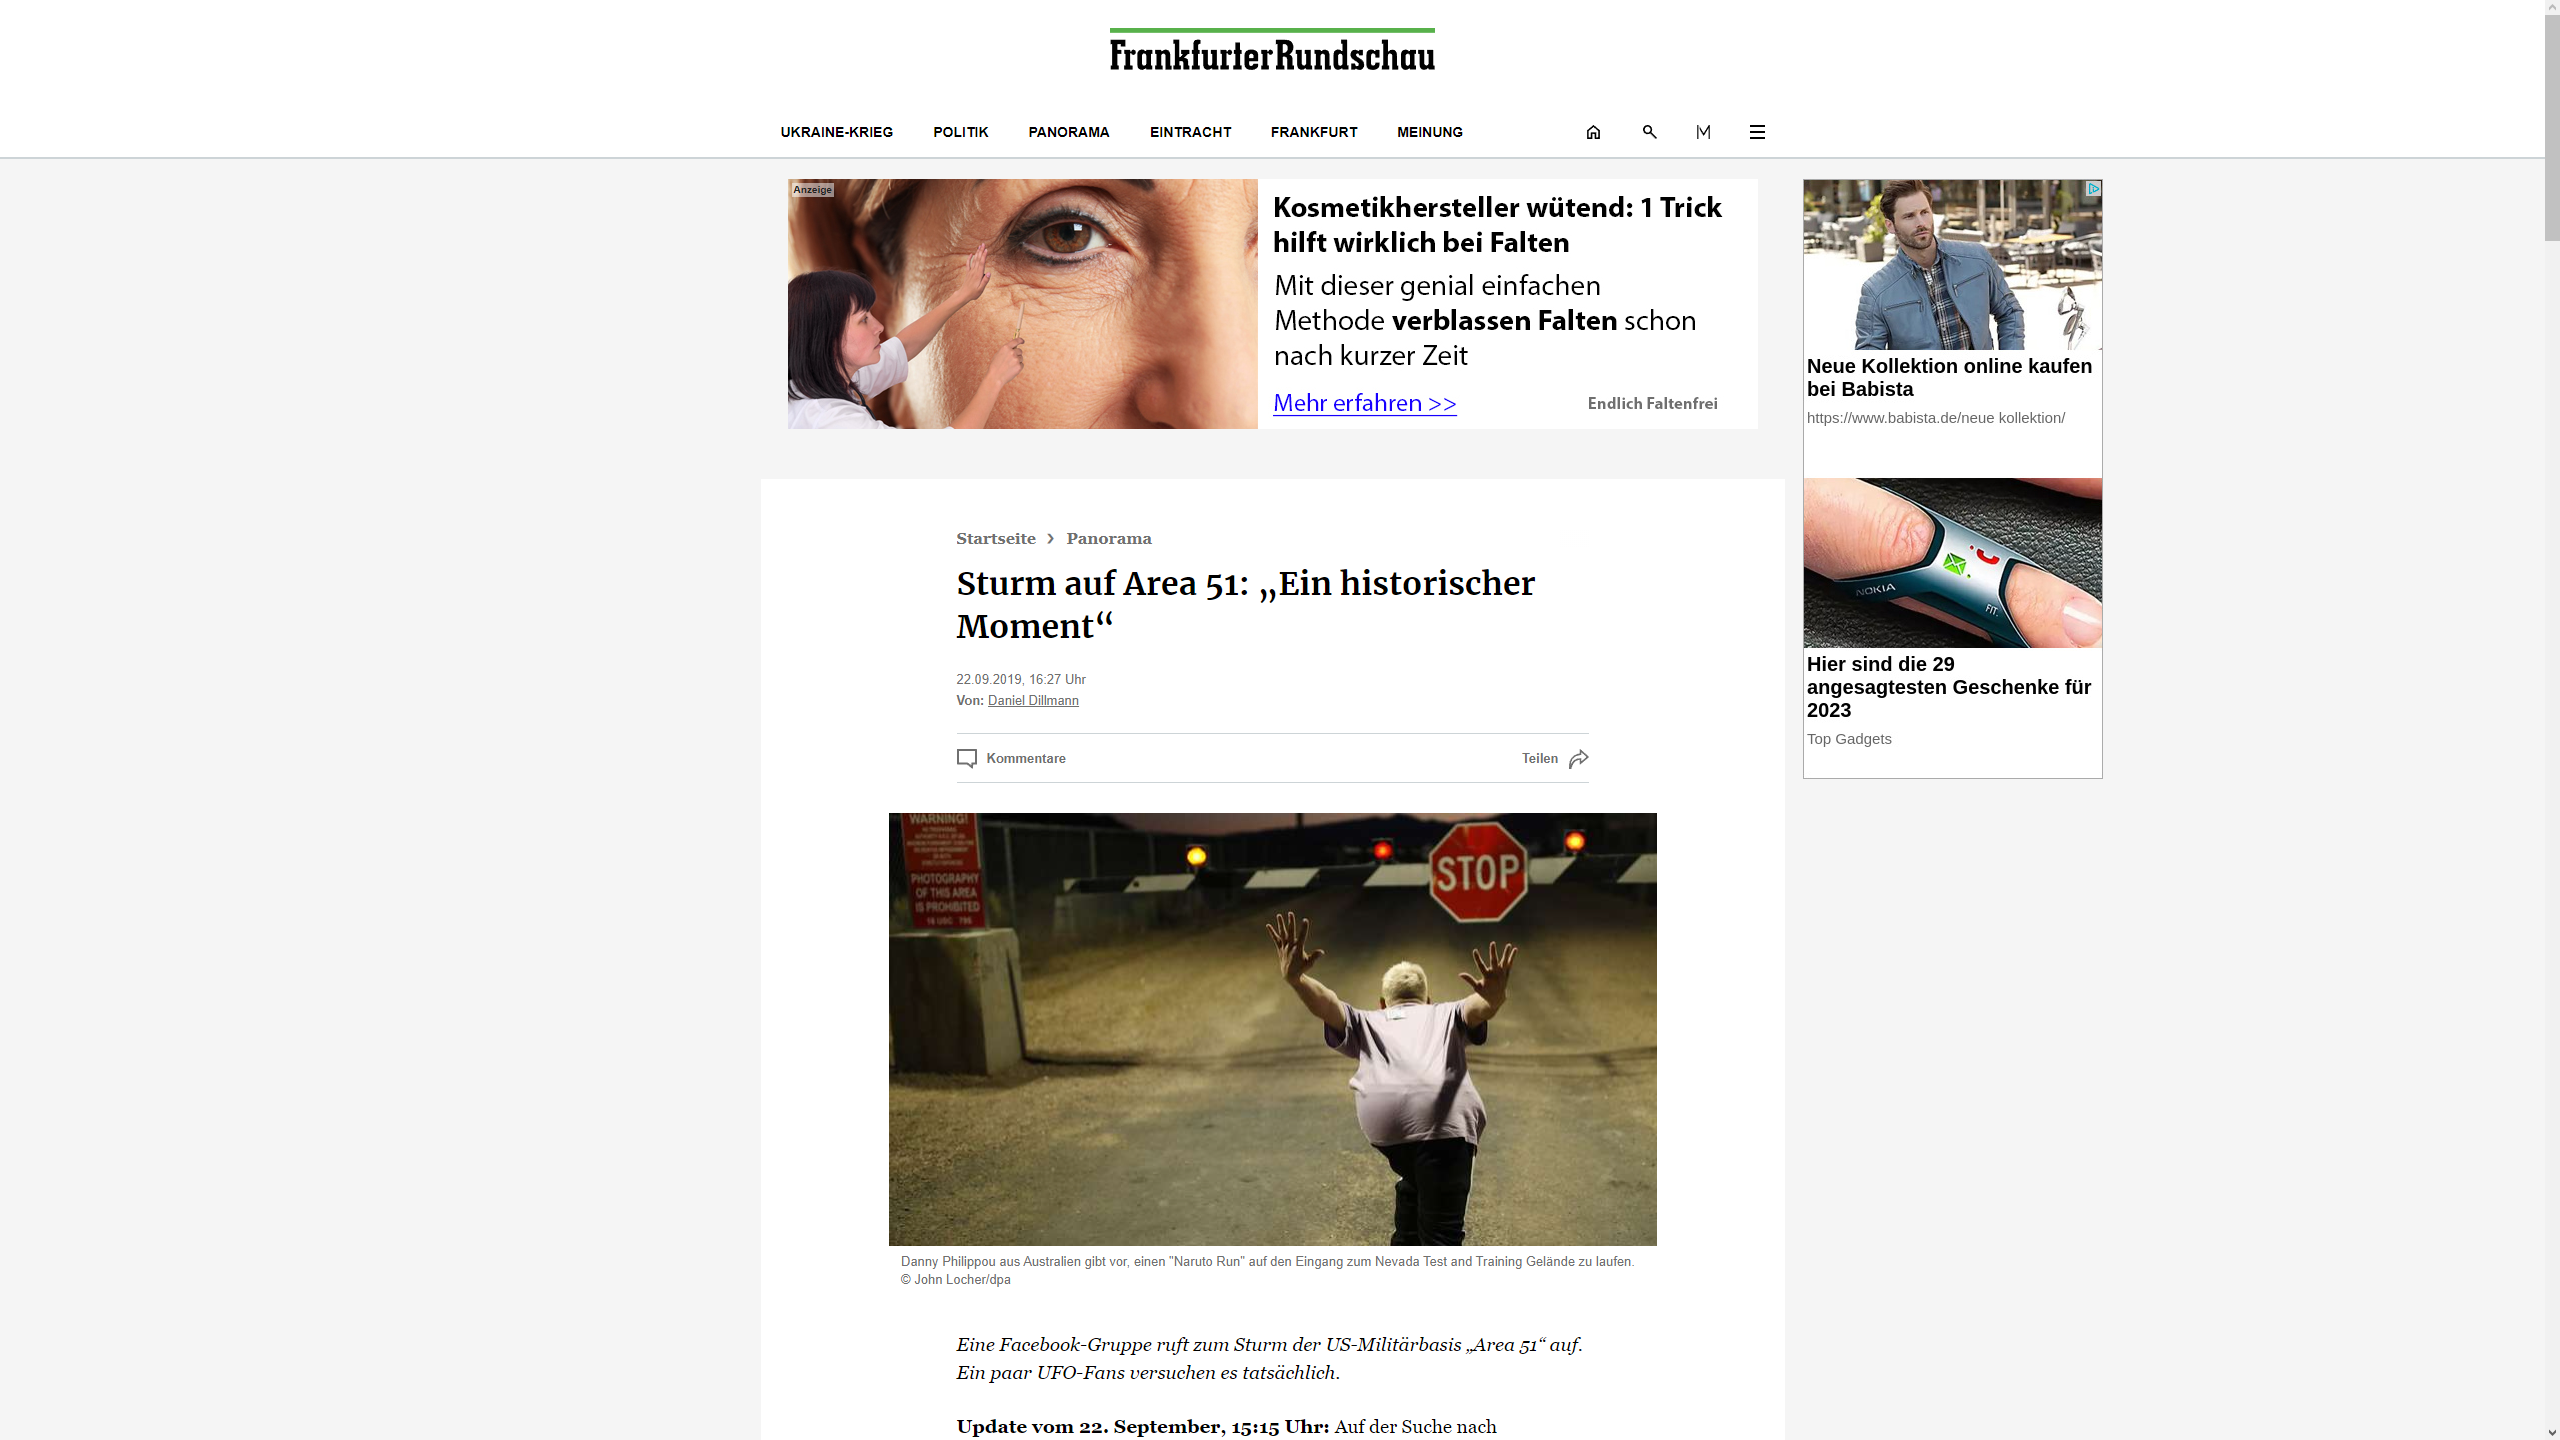 FrankfurterRundschau
UKRAINE-KRIEG POLITIK PANORAMA EINTRACHT FRANKFURT MEINUNG
Anzeige
Kosmetikhersteller wütend: 1 Trick
hilft wirklich bei Falten
Mit dieser genial einfachen
Methode verblassen Falten schon
nach kurzer Zeit
Mehr erfahren >>
Endlich Faltenfrei
Neue Kollektion online kaufen
bei Babista
https://www.babista.de/neue kollektion/
NOKIA
FIT.
Hier sind die 29
angesagtesten Geschenke für
2023
Top Gadgets
Startseite > Panorama
Sturm auf Area 51: „Ein historischer
Moment“
22.09.2019, 16:27 Uhr
Von: Daniel Dillmann
Kommentare
Teilen
WARNING!
PHOTOGRAPHY
OF THIS AREA
IS PROHIBITED
18 USC 795
STOP
Danny Philippou aus Australien gibt vor, einen "Naruto Run" auf den Eingang zum Nevada Test and Training Gelände zu laufen.
© John Locher/dpa
Eine Facebook-Gruppe ruft zum Sturm der US-Militärbasis „Area 51“ auf.
Ein paar UFO-Fans versuchen es tatsächlich.
Update vom 22. September, 15:15 Uhr: Auf der Suche nach